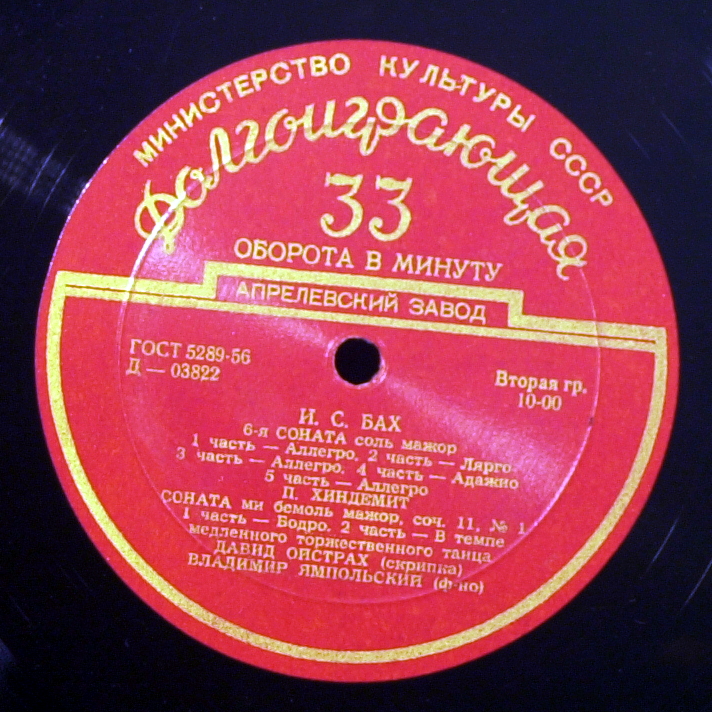 МИНИСТЕРСТВО КУЛЬТУРЫ СССР
Долгоиграющая
33
ОБОРОТА В МИНУТУ
АПРЕЛЕВСКИЙ ЗАВОД
ГОСТ 5289-56
Д — 03822
Вторая гр.
10-00
И. С. БАХ
6-я СОНАТА соль мажор
1 часть — Аллегро. 2 часть — Лярго
3 часть — Аллегро. 4 часть — Адажио
5 часть — Аллегро
П. ХИНДЕМИТ
СОНАТА ми бемоль мажор, соч. 11, № 1
1 часть — Бодро. 2 часть — В темпе
медленного торжественного танца
ДАВИД ОЙСТРАХ (скрипка)
ВЛАДИМИР ЯМПОЛЬСКИЙ (ф-но)